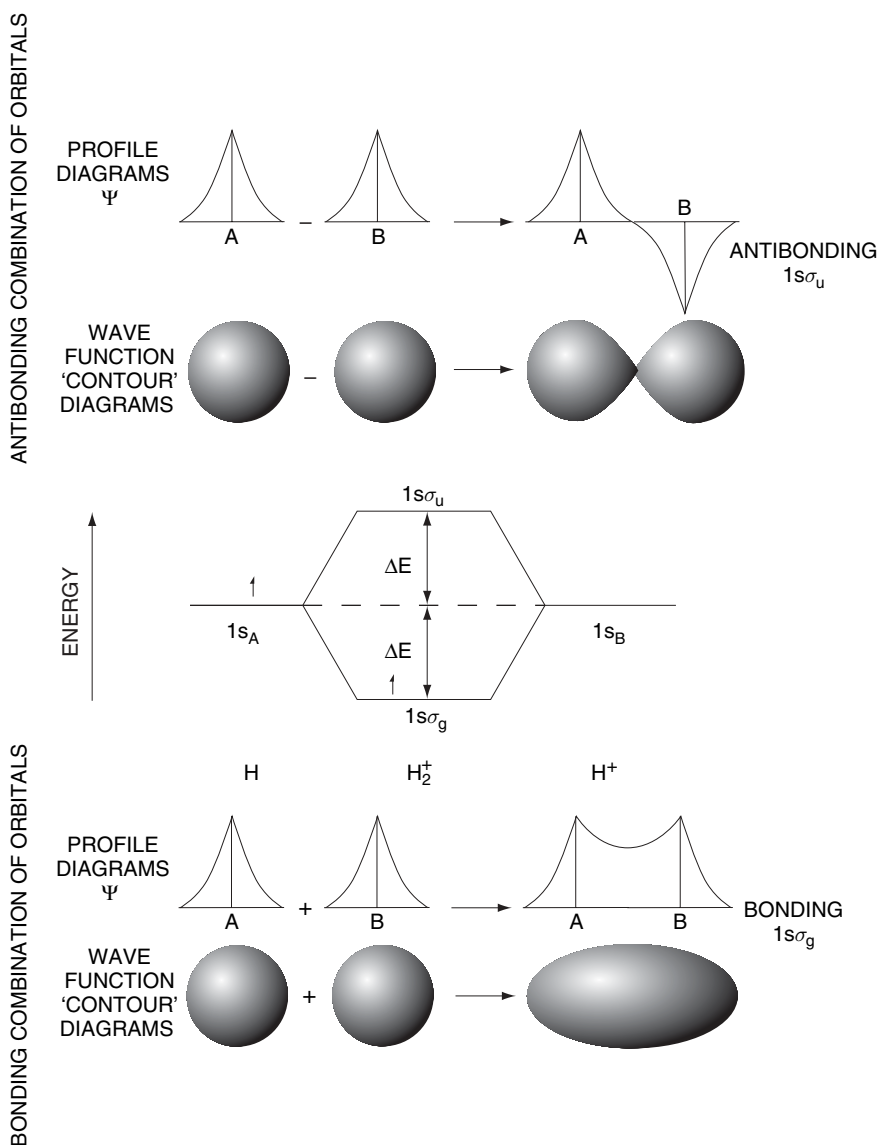 ANTIBONDING COMBINATION OF ORBITALS
PROFILE
DIAGRAMS
Ψ
A
–
B
A
B
ANTIBONDING
1sσu
WAVE
FUNCTION
‘CONTOUR’
DIAGRAMS
–
ENERGY
1sσu
ΔE
1sA
1sB
ΔE
1sσg
H
H2+
H+
BONDING COMBINATION OF ORBITALS
PROFILE
DIAGRAMS
Ψ
A
+
B
A
B
BONDING
1sσg
WAVE
FUNCTION
‘CONTOUR’
DIAGRAMS
+